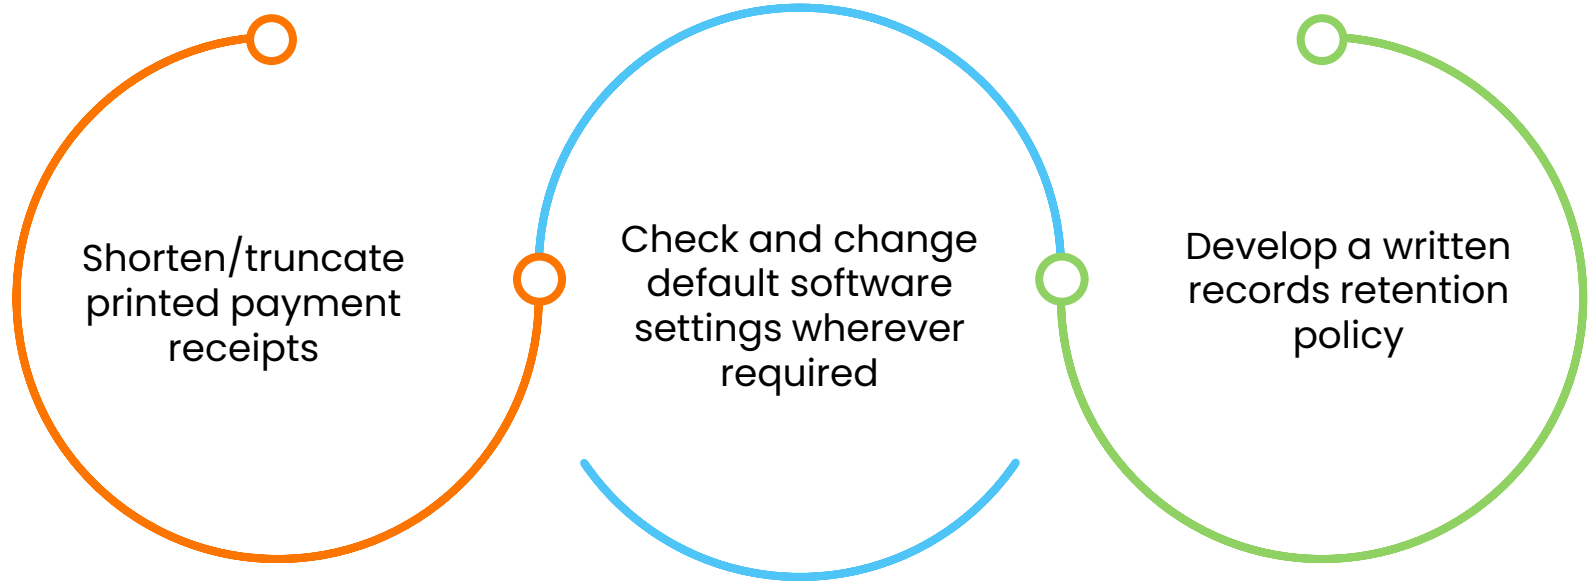 Shorten/truncate
printed payment
receipts
Check and change
default software
settings wherever
required
Develop a written
records retention
policy